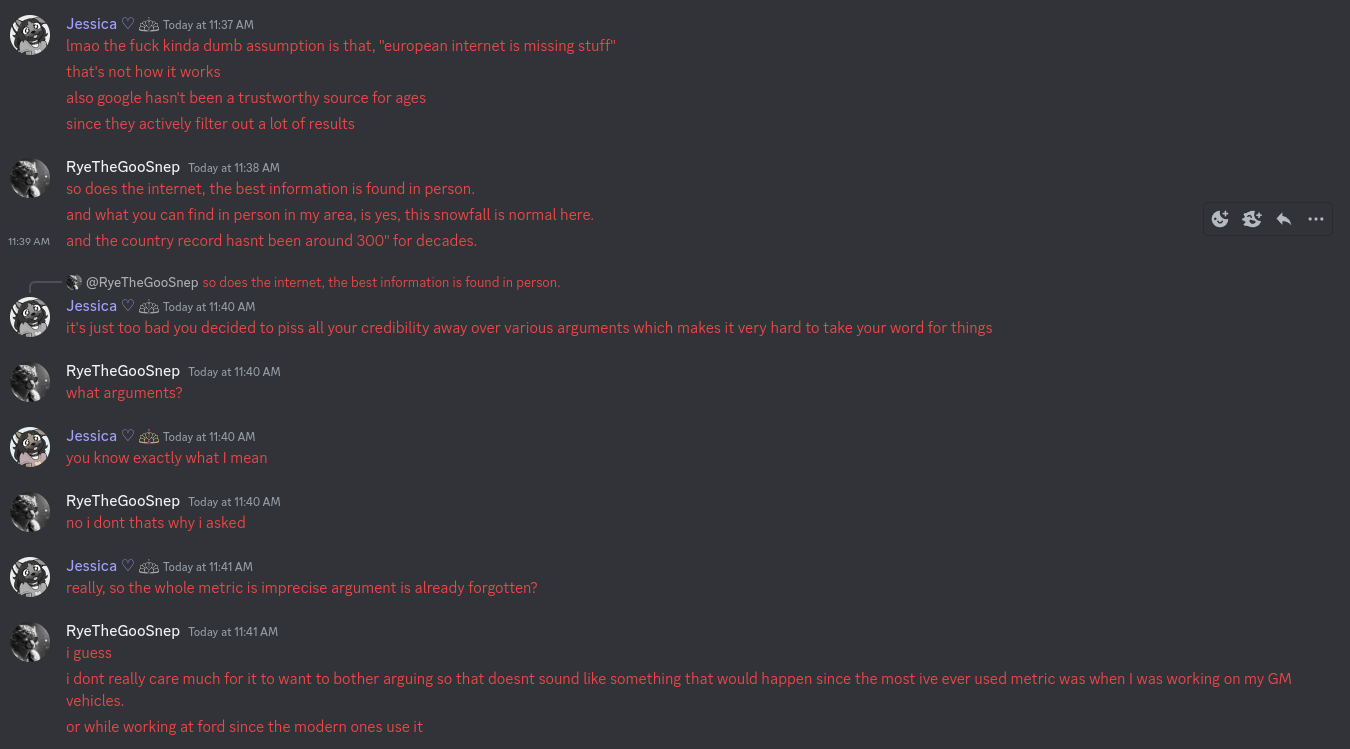 Jessica ♡ Today at 11:37 AM
lmao the fuck kinda dumb assumption is that, "european internet is missing stuff"
that's not how it works
also google hasn't been a trustworthy source for ages
since they actively filter out a lot of results
RyeTheGooSnep Today at 11:38 AM
so does the internet, the best information is found in person.
and what you can find in person in my area, is yes, this snowfall is normal here.
11:39 AM and the country record hasnt been around 300" for decades.
@RyeTheGooSnep so does the internet, the best information is found in person.
Jessica ♡ Today at 11:40 AM
it's just too bad you decided to piss all your credibility away over various arguments which makes it very hard to take your word for things
RyeTheGooSnep Today at 11:40 AM
what arguments?
Jessica ♡ Today at 11:40 AM
you know exactly what I mean
RyeTheGooSnep Today at 11:40 AM
no i dont thats why i asked
Jessica ♡ Today at 11:41 AM
really, so the whole metric is imprecise argument is already forgotten?
RyeTheGooSnep Today at 11:41 AM
i guess
i dont really care much for it to want to bother arguing so that doesnt sound like something that would happen since the most ive ever used metric was when I was working on my GM
vehicles.
or while working at ford since the modern ones use it